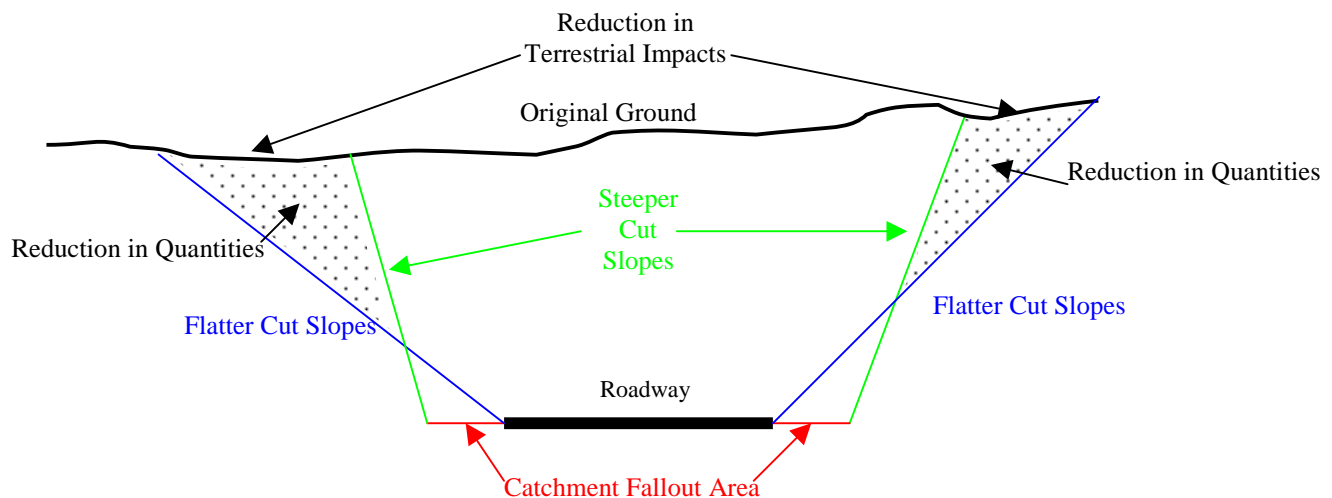 Reduction in
Terrestrial Impacts
Original Ground
Reduction in Quantities
Steeper
Cut
Slopes
Reduction in Quantities
Flatter Cut Slopes
Flatter Cut Slopes
Roadway
Catchment Fallout Area